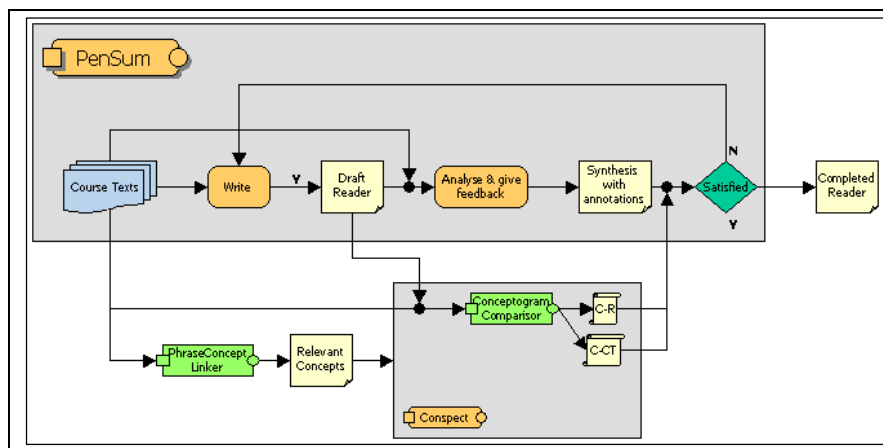 PenSum
N
Course Texts
Write
Y
Draft
Reader
Analyse & give
feedback
Synthesis
with
annotations
Satisfied
Completed
Reader
Y
Conceptogram
Comparisor
C-R
PhraseConcept
Linker
Relevant
Concepts
C-CT
Conspect